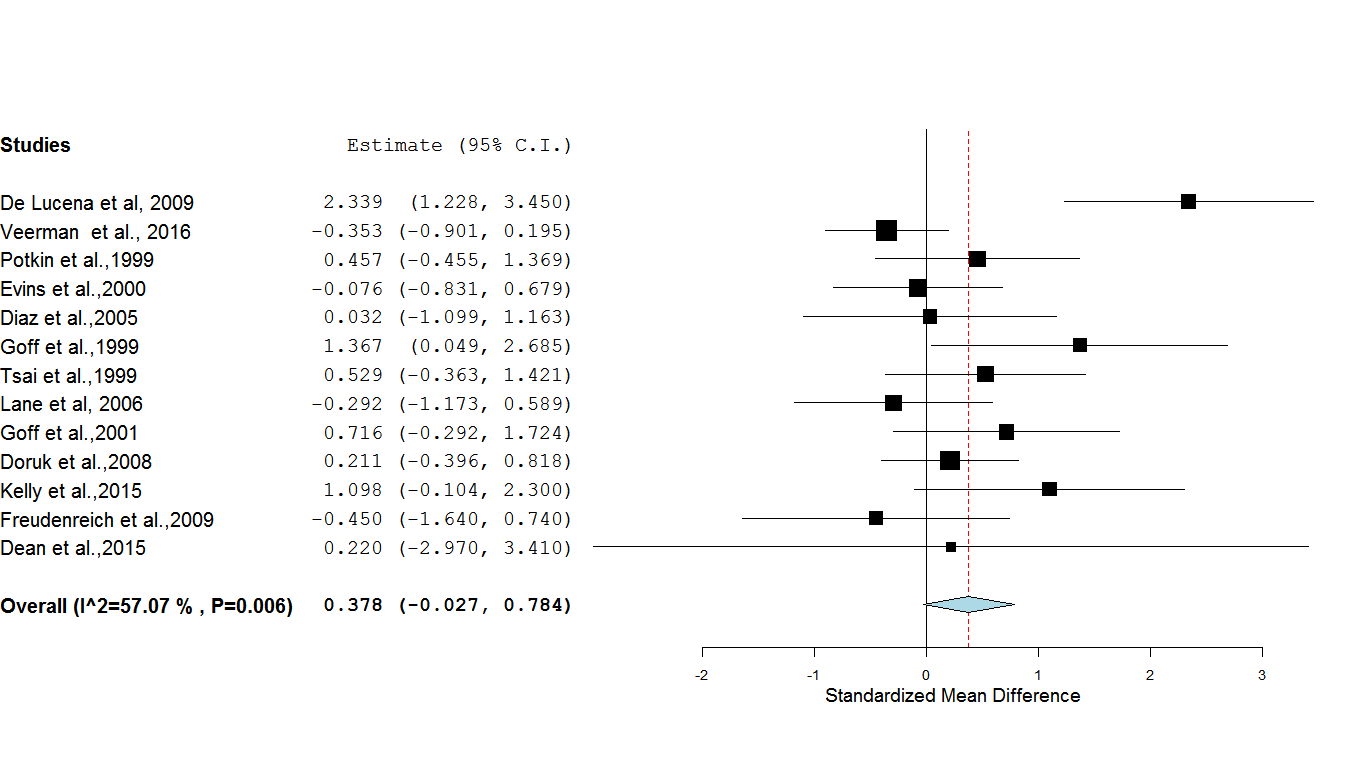 Studies Estimate (95% C.I.)
De Lucena et al, 2009 2.339 (1.228, 3.450)
Veerman et al., 2016 -0.353 (-0.901, 0.195)
Potkin et al.,1999 0.457 (-0.455, 1.369)
Evins et al.,2000 -0.076 (-0.831, 0.679)
Diaz et al.,2005 0.032 (-1.099, 1.163)
Goff et al.,1999 1.367 (0.049, 2.685)
Tsai et al.,1999 0.529 (-0.363, 1.421)
Lane et al, 2006 -0.292 (-1.173, 0.589)
Goff et al.,2001 0.716 (-0.292, 1.724)
Doruk et al.,2008 0.211 (-0.396, 0.818)
Kelly et al.,2015 1.098 (-0.104, 2.300)
Freudenreich et al.,2009 -0.450 (-1.640, 0.740)
Dean et al.,2015 0.220 (-2.970, 3.410)
Overall (I^2=57.07 % , P=0.006) 0.378 (-0.027, 0.784)
-2 -1 0 1 2 3
Standardized Mean Difference